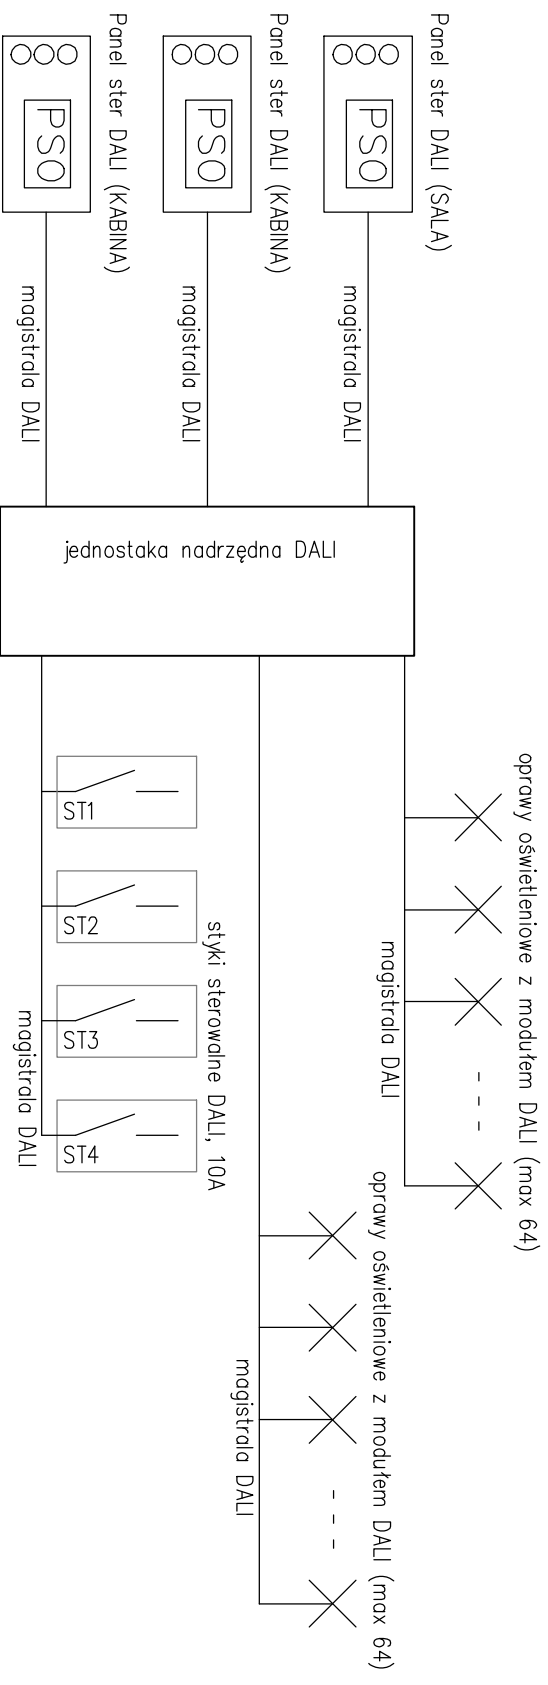 Panel ster DALI (SALA)
PSO
magistrala DALI
Panel ster DALI (KABINA)
PSO
magistrala DALI
Panel ster DALI (KABINA)
PSO
magistrala DALI
jednostaka nadrzędna DALI
oprawy oświetleniowe z modułem DALI (max 64)
magistrala DALI
oprawy oświetleniowe z modułem DALI (max 64)
magistrala DALI
styki sterowalne DALI, 10A
ST1
ST2
ST3
ST4
magistrala DALI